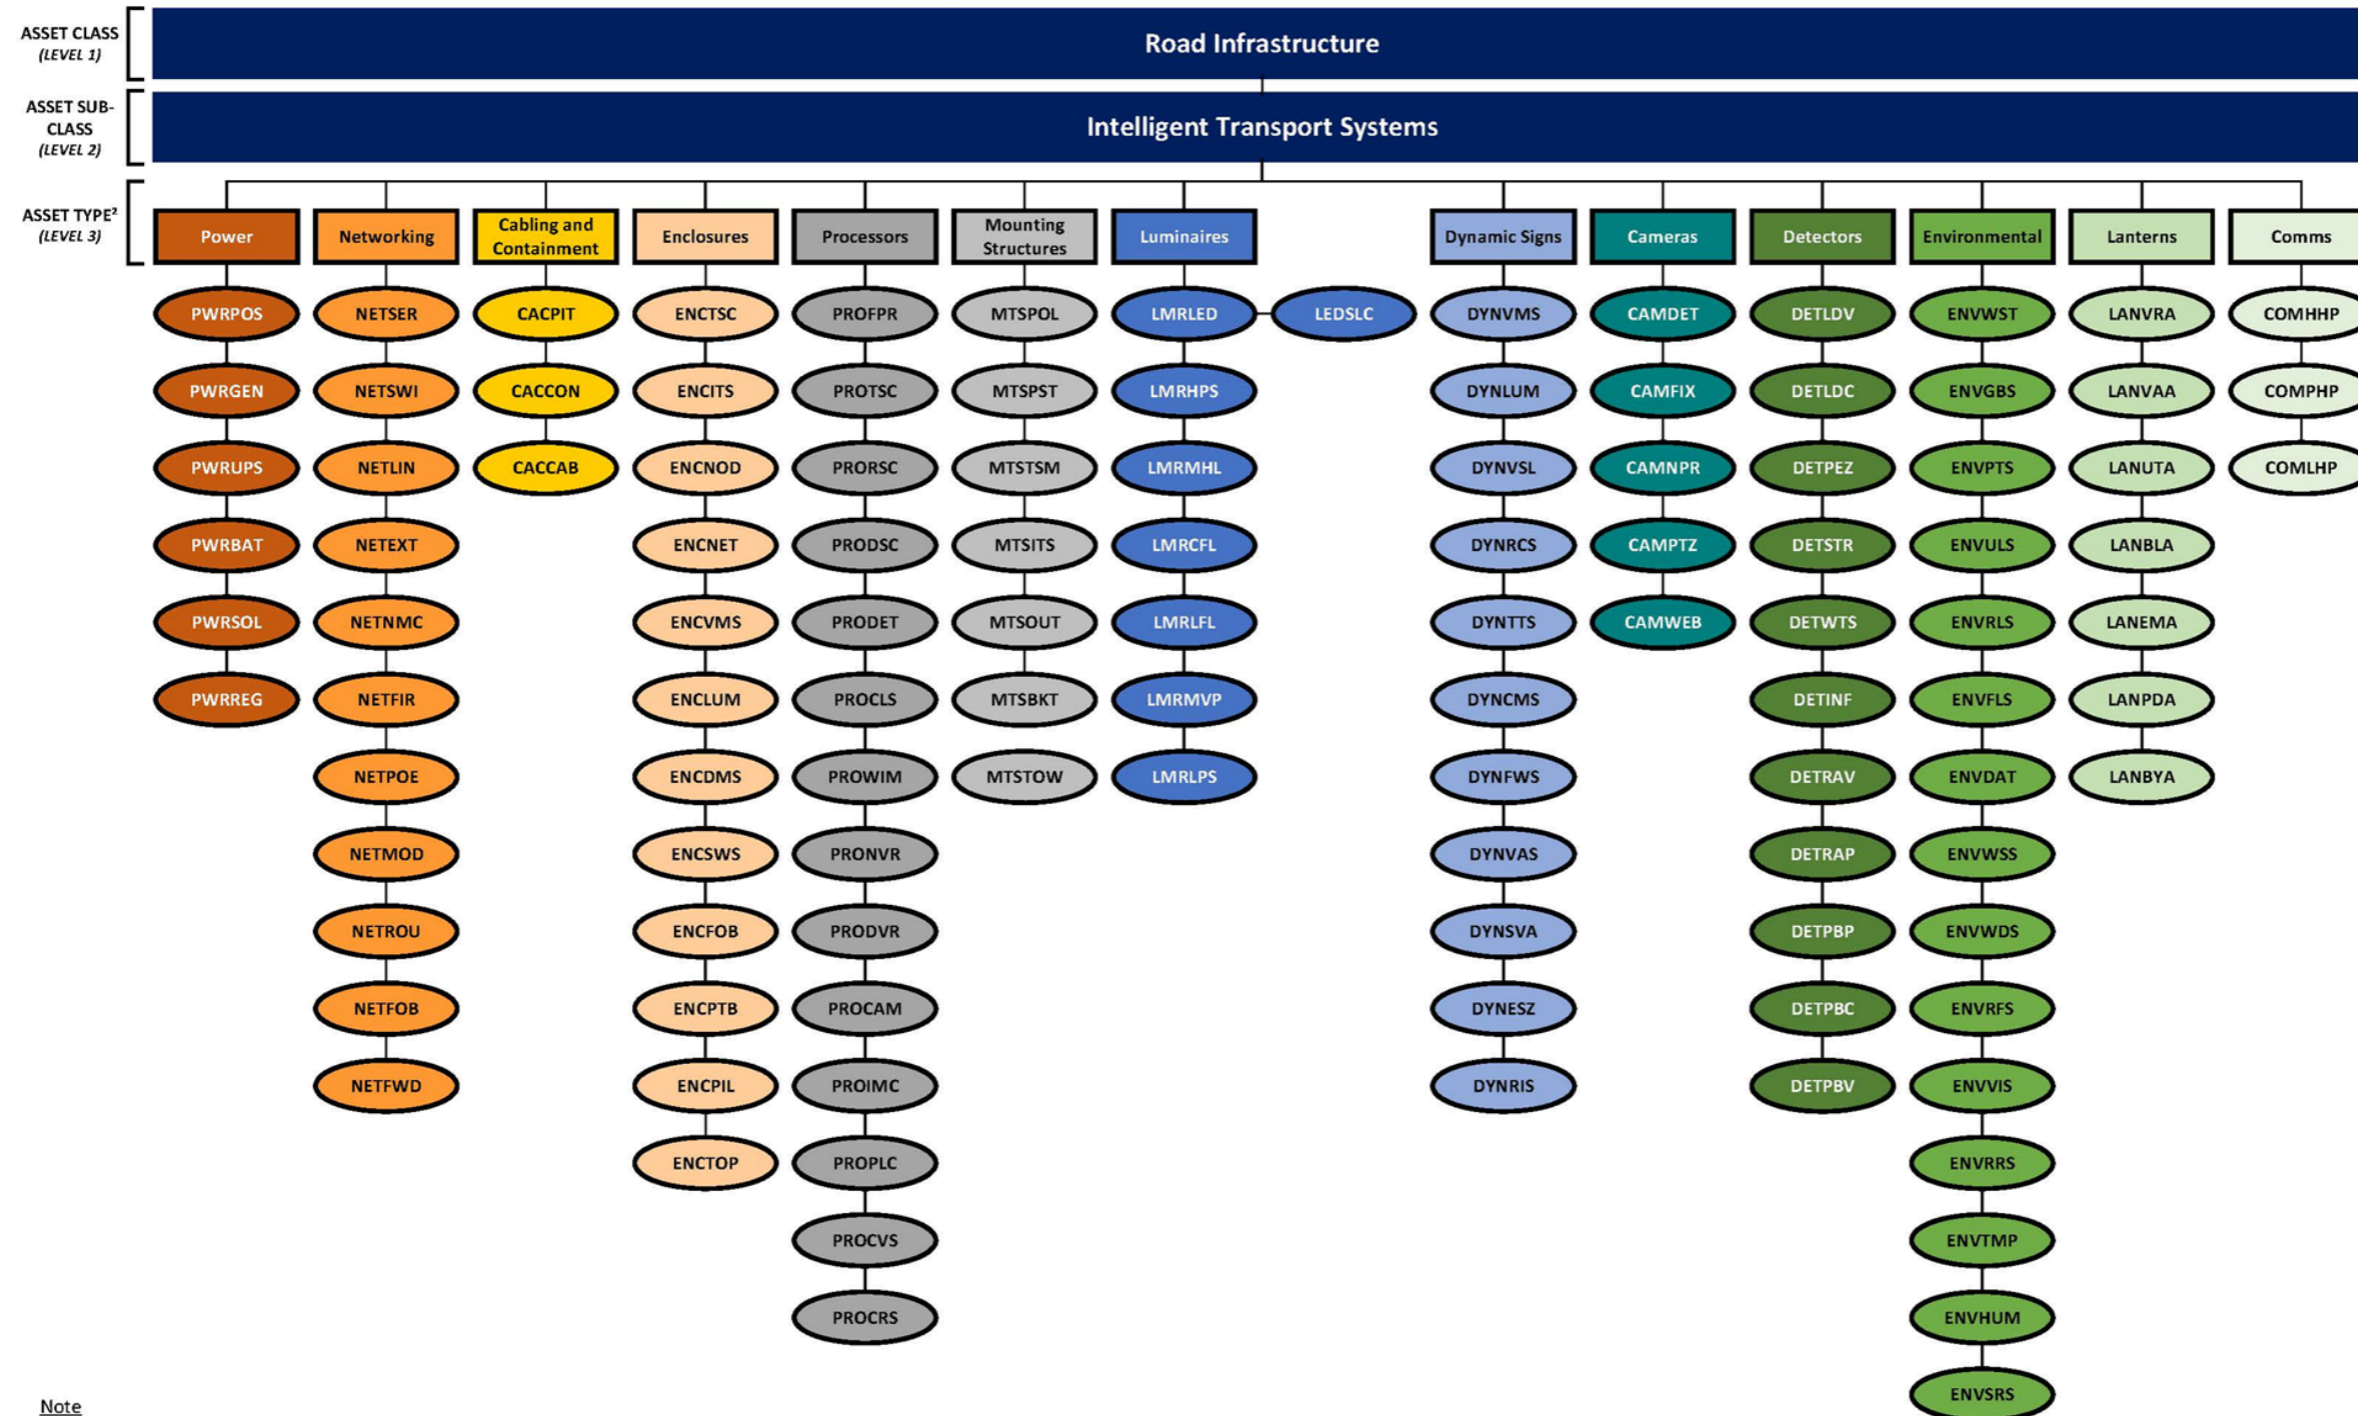 ASSET CLASS
(LEVEL 1)
Road Infrastructure
ASSET SUB-
CLASS
(LEVEL 2)
Intelligent Transport Systems
ASSET TYPE²
(LEVEL 3)
Power
Networking
Cabling and
Containment
Enclosures
Processors
Mounting
Structures
Luminaires
Dynamic Signs
Cameras
Detectors
Environmental
Lanterns
Comms
PWRPOS
NETSER
CACPIT
ENCTSC
PROFPR
MTSPOL
LMRLED
LEDSLC
DYNVMS
CAMDET
DETLDV
ENVWST
LANVRA
COMHHP
PWRGEN
NETSWI
CACCON
ENCITS
PROTSC
MTSPST
LMRHPS
DYNLUM
CAMFIX
DETLDC
ENVGBS
LANVAA
COMPHP
PWRUPS
NETLIN
CACCAB
ENCNOD
PRORSC
MTSTSM
LMRMHL
DYNVSL
CAMNPR
DETPEZ
ENVPTS
LANUTA
COMLHP
PWRBAT
NETEXT
ENCNET
PRODSC
MTSITS
LMRCFL
DYNRCS
CAMPTZ
DETSTR
ENVULS
LANBLA
PWRSOL
NETNMC
ENCVMS
PRODET
MTSOUT
LMRLFL
DYNTTS
CAMWEB
DETWTS
ENVRLS
LANEMA
PWRREG
NETFIR
ENCLUM
PROCLS
MTSBKT
LMRMVP
DYNCMS
DETINF
ENVFLS
LANPDA
NETPOE
ENCDMS
PROWIM
MTSTOW
LMRLPS
DYNFWS
DETRAV
ENVDAT
LANBYA
NETMOD
ENCSWS
PRONVR
DYNVAS
DETRAP
ENVWSS
NETROU
ENCFOB
PRODVR
DYNSVA
DETPBP
ENVWDS
NETFOB
ENCPTB
PROCAM
DYNESZ
DETPBC
ENVRFS
NETFWD
ENCPIL
PROIMC
DYNRIS
DETPBV
ENVVIS
ENCTOP
PROPLC
ENVRRS
PROCVS
ENVTMP
PROCRS
ENVHUM
ENVSRS
Note